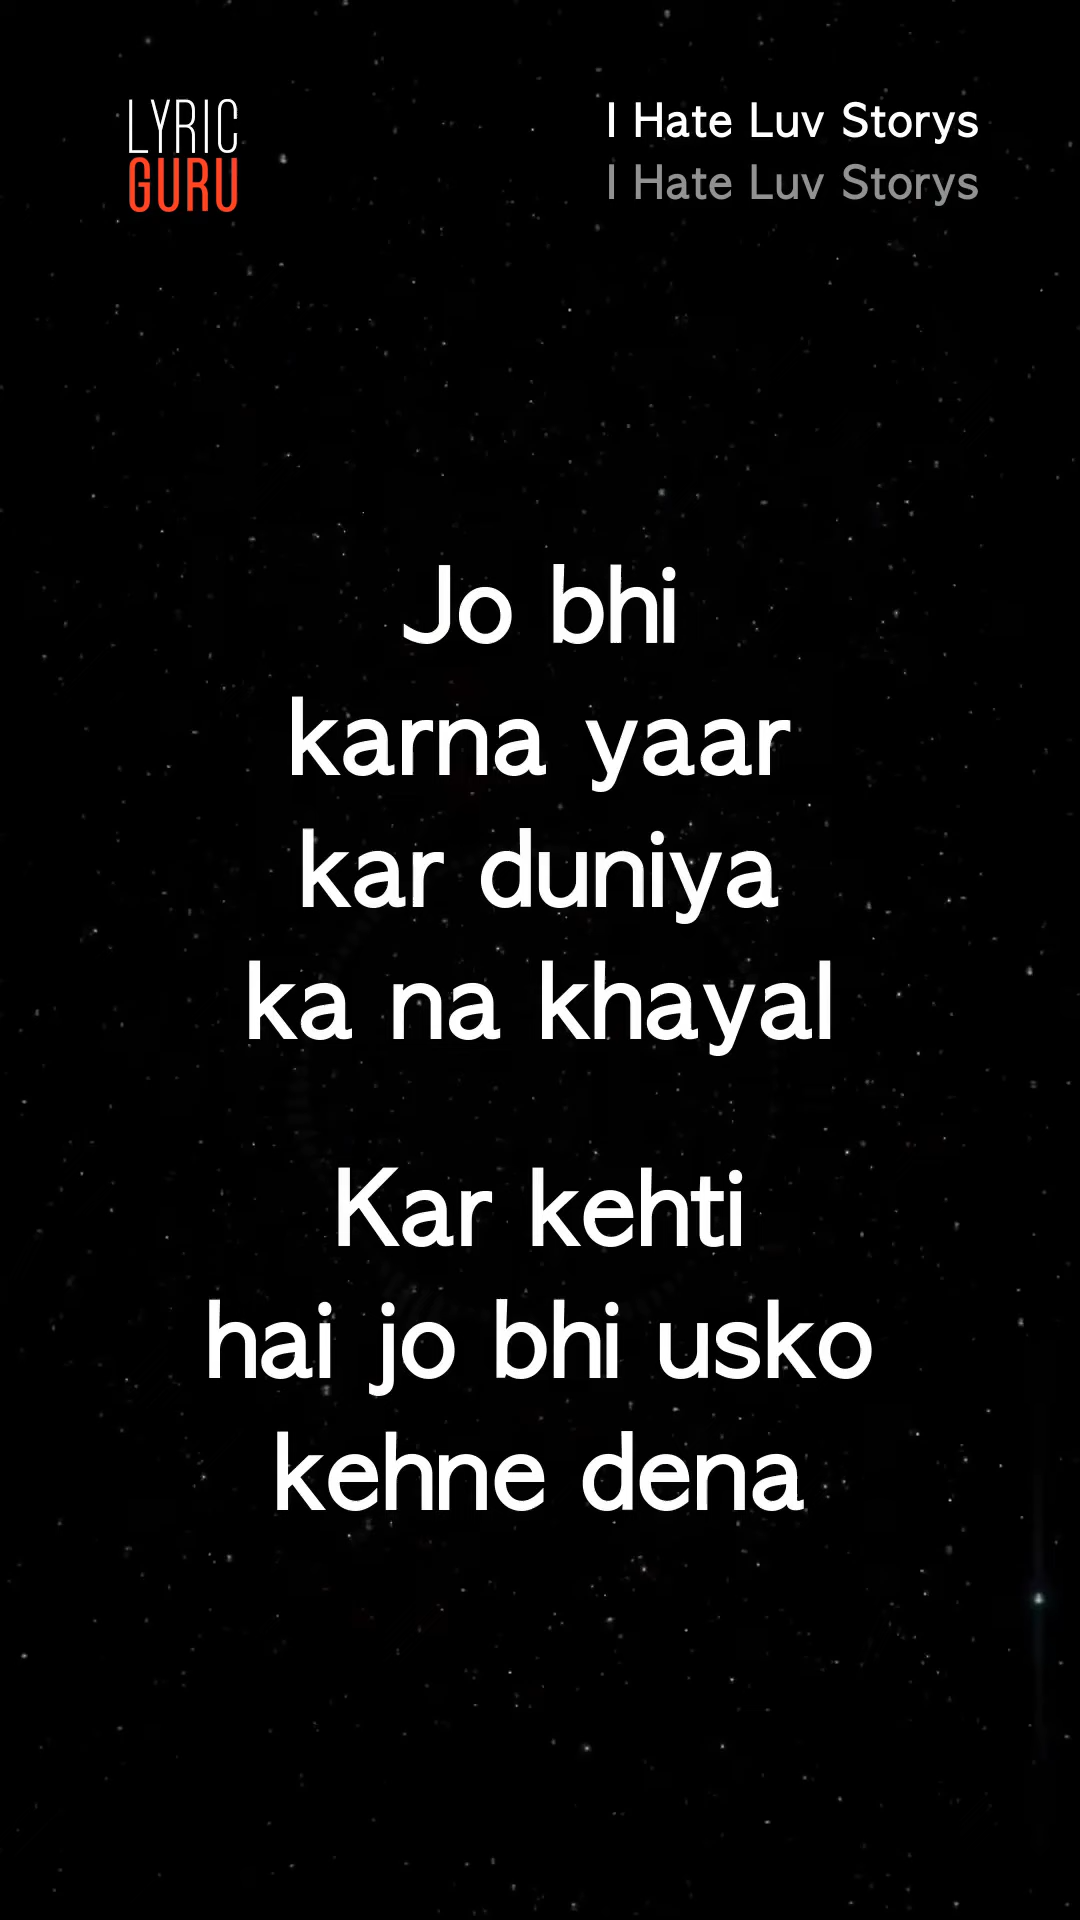 LYRIC
GURU
I Hate Luv Storys
I Hate Luv Storys
Jo bhi
karna yaar
kar duniya
ka na khayal
Kar kehti
hai jo bhi usko
kehne dena